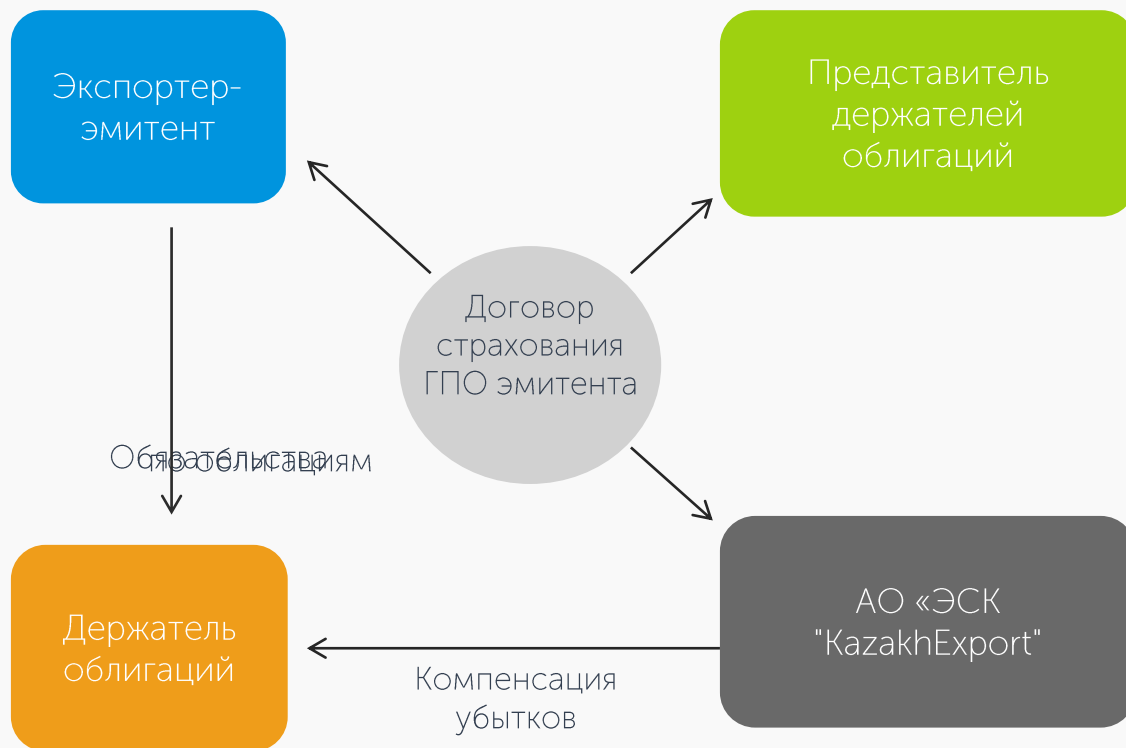 Экспортер-
эмитент
Представитель
держателей
облигаций
Договор
страхования
ГПО эмитента
Обязательства
по облигациям
Держатель
облигаций
АО «ЭСК
"KazakhExport"
Компенсация
убытков